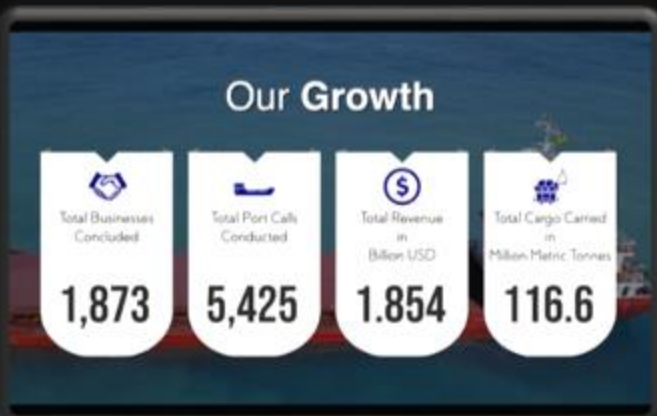 Our Growth
Total Businesses
Concluded
1,873
Total Port Calls
Conducted
5,425
$
Total Revenue
in
Billion USD
1.854
Total Cargo Carried
in
Million Metric Tonnes
116.6